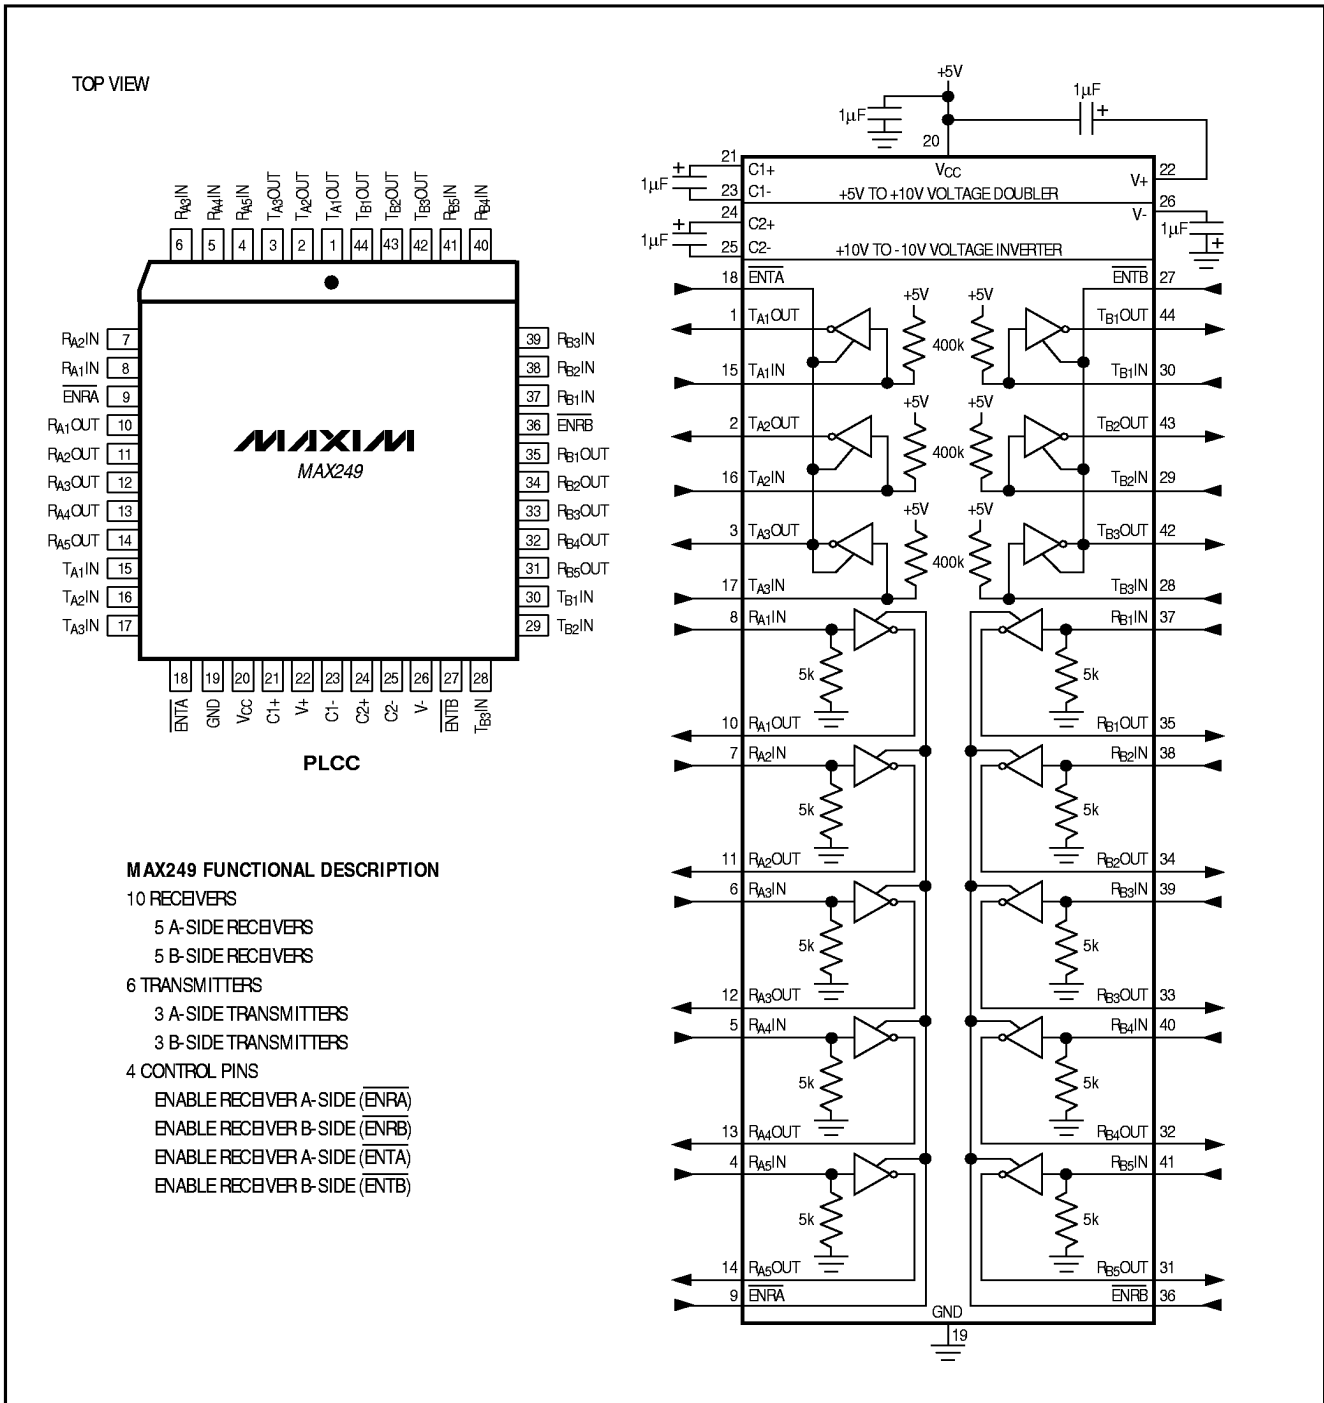 TOP VIEW
RA3IN RA4IN RA5IN TA3OUT TA2OUT TA1OUT TB1OUT TB2OUT TB3OUT RB5IN RB4IN
6 5 4 3 2 1 44 43 42 41 40
RA2IN 7
RA1IN 8
ENRA 9
RA1OUT 10
RA2OUT 11
RA3OUT 12
RA4OUT 13
RA5OUT 14
TA1IN 15
TA2IN 16
TA3IN 17
MAXIM
MAX249
39 RB3IN
38 RB2IN
37 RB1IN
36 ENRB
35 RB1OUT
34 RB2OUT
33 RB3OUT
32 RB4OUT
31 RB5OUT
30 TB1IN
29 TB2IN
18 19 20 21 22 23 24 25 26 27 28
ENTA GND VCC C1+ V+ C1- C2+ C2- V- ENTB TB3IN
PLCC
MAX249 FUNCTIONAL DESCRIPTION
10 RECEIVERS
5 A-SIDE RECEIVERS
5 B-SIDE RECEIVERS
6 TRANSMITTERS
3 A-SIDE TRANSMITTERS
3 B-SIDE TRANSMITTERS
4 CONTROL PINS
ENABLE RECEIVER A-SIDE (ENRA)
ENABLE RECEIVER B-SIDE (ENRB)
ENABLE RECEIVER A-SIDE (ENTA)
ENABLE RECEIVER B-SIDE (ENTB)
+5V
1µF 1µF +
20
21 C1+ VCC V+ 22
+ 1µF
23 C1- +5V TO +10V VOLTAGE DOUBLER
26 V-
24 C2+
+ 1µF 1µF +
25 C2- +10V TO -10V VOLTAGE INVERTER
18 ENTA ENTB 27
+5V +5V
1 TA1OUT TB1OUT 44
400k
15 TA1IN TB1IN 30
+5V +5V
2 TA2OUT TB2OUT 43
400k
16 TA2IN TB2IN 29
+5V +5V
3 TA3OUT TB3OUT 42
400k
17 TA3IN TB3IN 28
8 RA1IN RB1IN 37
5k 5k
10 RA1OUT RB1OUT 35
7 RA2IN RB2IN 38
5k 5k
11 RA2OUT RB2OUT 34
6 RA3IN RB3IN 39
5k 5k
12 RA3OUT RB3OUT 33
5 RA4IN RB4IN 40
5k 5k
13 RA4OUT RB4OUT 32
4 RA5IN RB5IN 41
5k 5k
14 RA5OUT RB5OUT 31
9 ENRA ENRB 36
GND
19